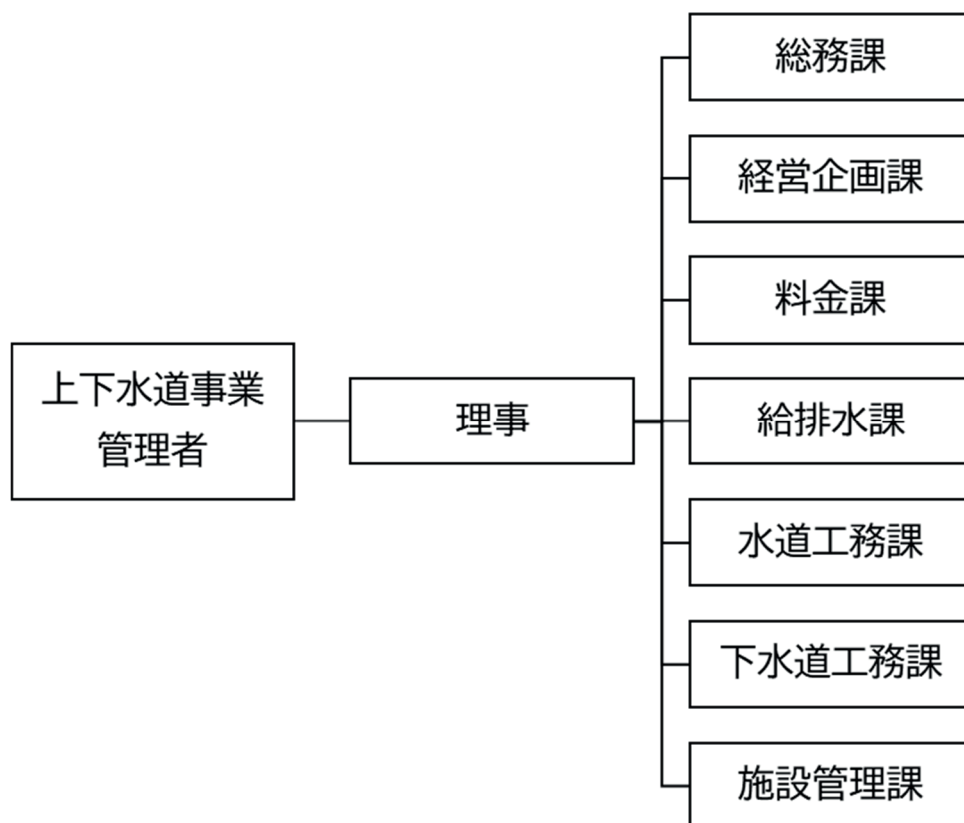 総務課
経営企画課
料金課
上下水道事業
管理者
理事
給排水課
水道工務課
下水道工務課
施設管理課